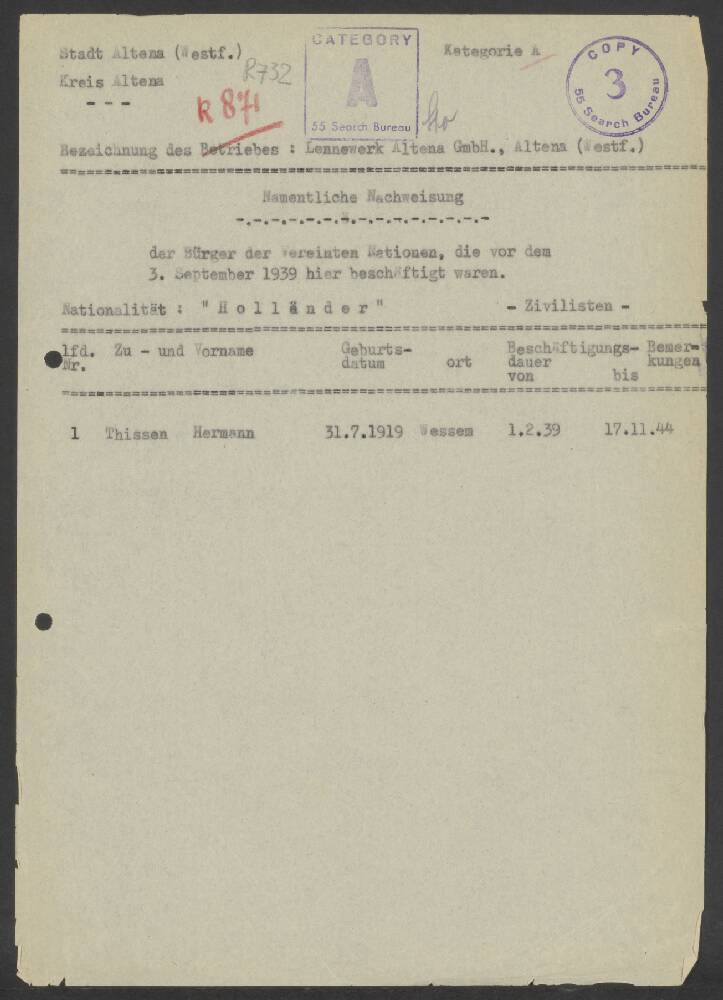 Stadt Altena (Westf.)
Kreis Altena
- - -
R732
R 871
CATEGORY
A
55 Search Bureau
Kategorie A
COPY
3
55 Search Bureau
Bezeichnung des Betriebes : Lennewerk Altena GmbH., Altena (Westf.)
Namentliche Nachweisung
der Bürger der Vereinten Nationen, die vor dem
3. September 1939 hier beschäftigt waren.
Nationalität : "H o l l ä n d e r" - Zivilisten -
lfd. Zu - und Vorname Geburts- Beschäftigungs- Bemer-
Nr. datum ort dauer kungen
von bis
1 Thissen Hermann 31.7.1919 Wessem 1.2.39 17.11.44